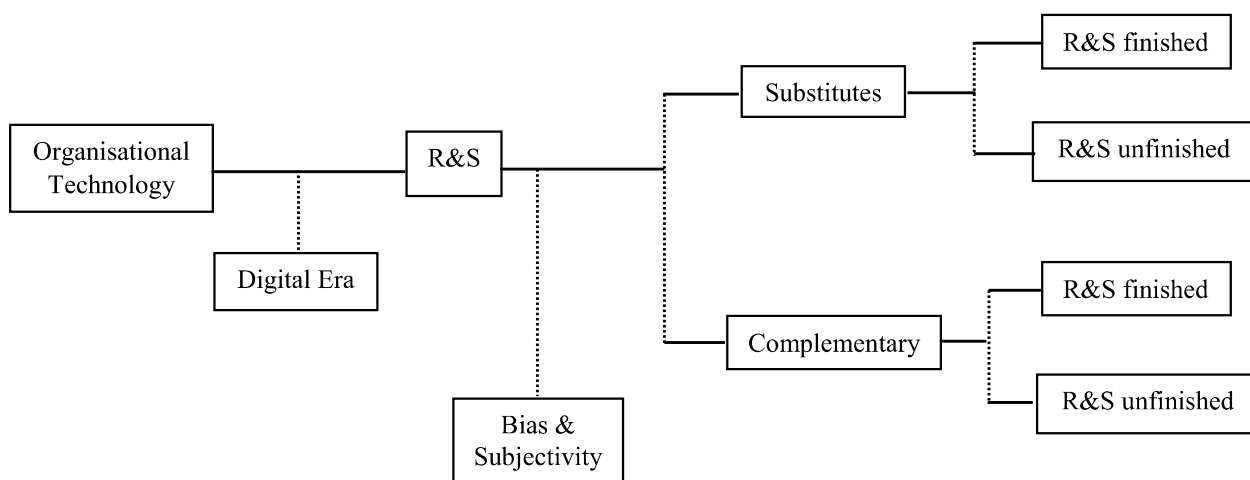 Organisational
Technology
Digital Era
R&S
Bias &
Subjectivity
Substitutes
R&S finished
R&S unfinished
Complementary
R&S finished
R&S unfinished